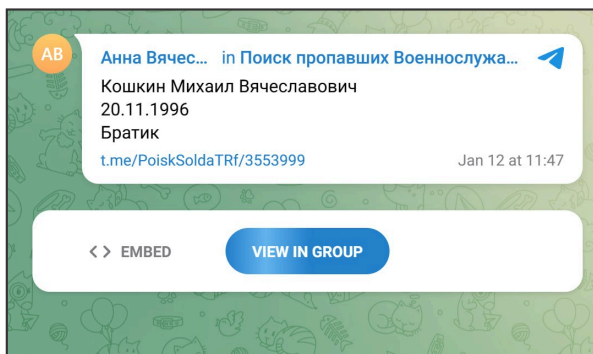 AB
Анна Вячес... in Поиск пропавших Военнослужа...
Кошкин Михаил Вячеславович
20.11.1996
Братик
t.me/PoiskSoldaTRf/3553999 Jan 12 at 11:47
<> EMBED VIEW IN GROUP